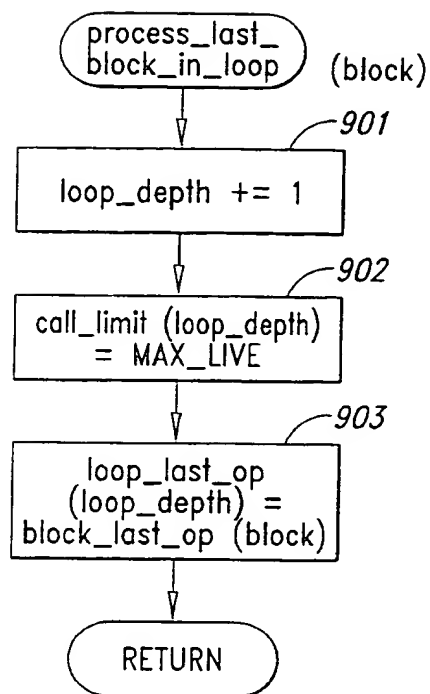 process_last_
block_in_loop
(block)
901
loop_depth += 1
902
call_limit (loop_depth)
= MAX_LIVE
903
loop_last_op
(loop_depth) =
block_last_op (block)
RETURN